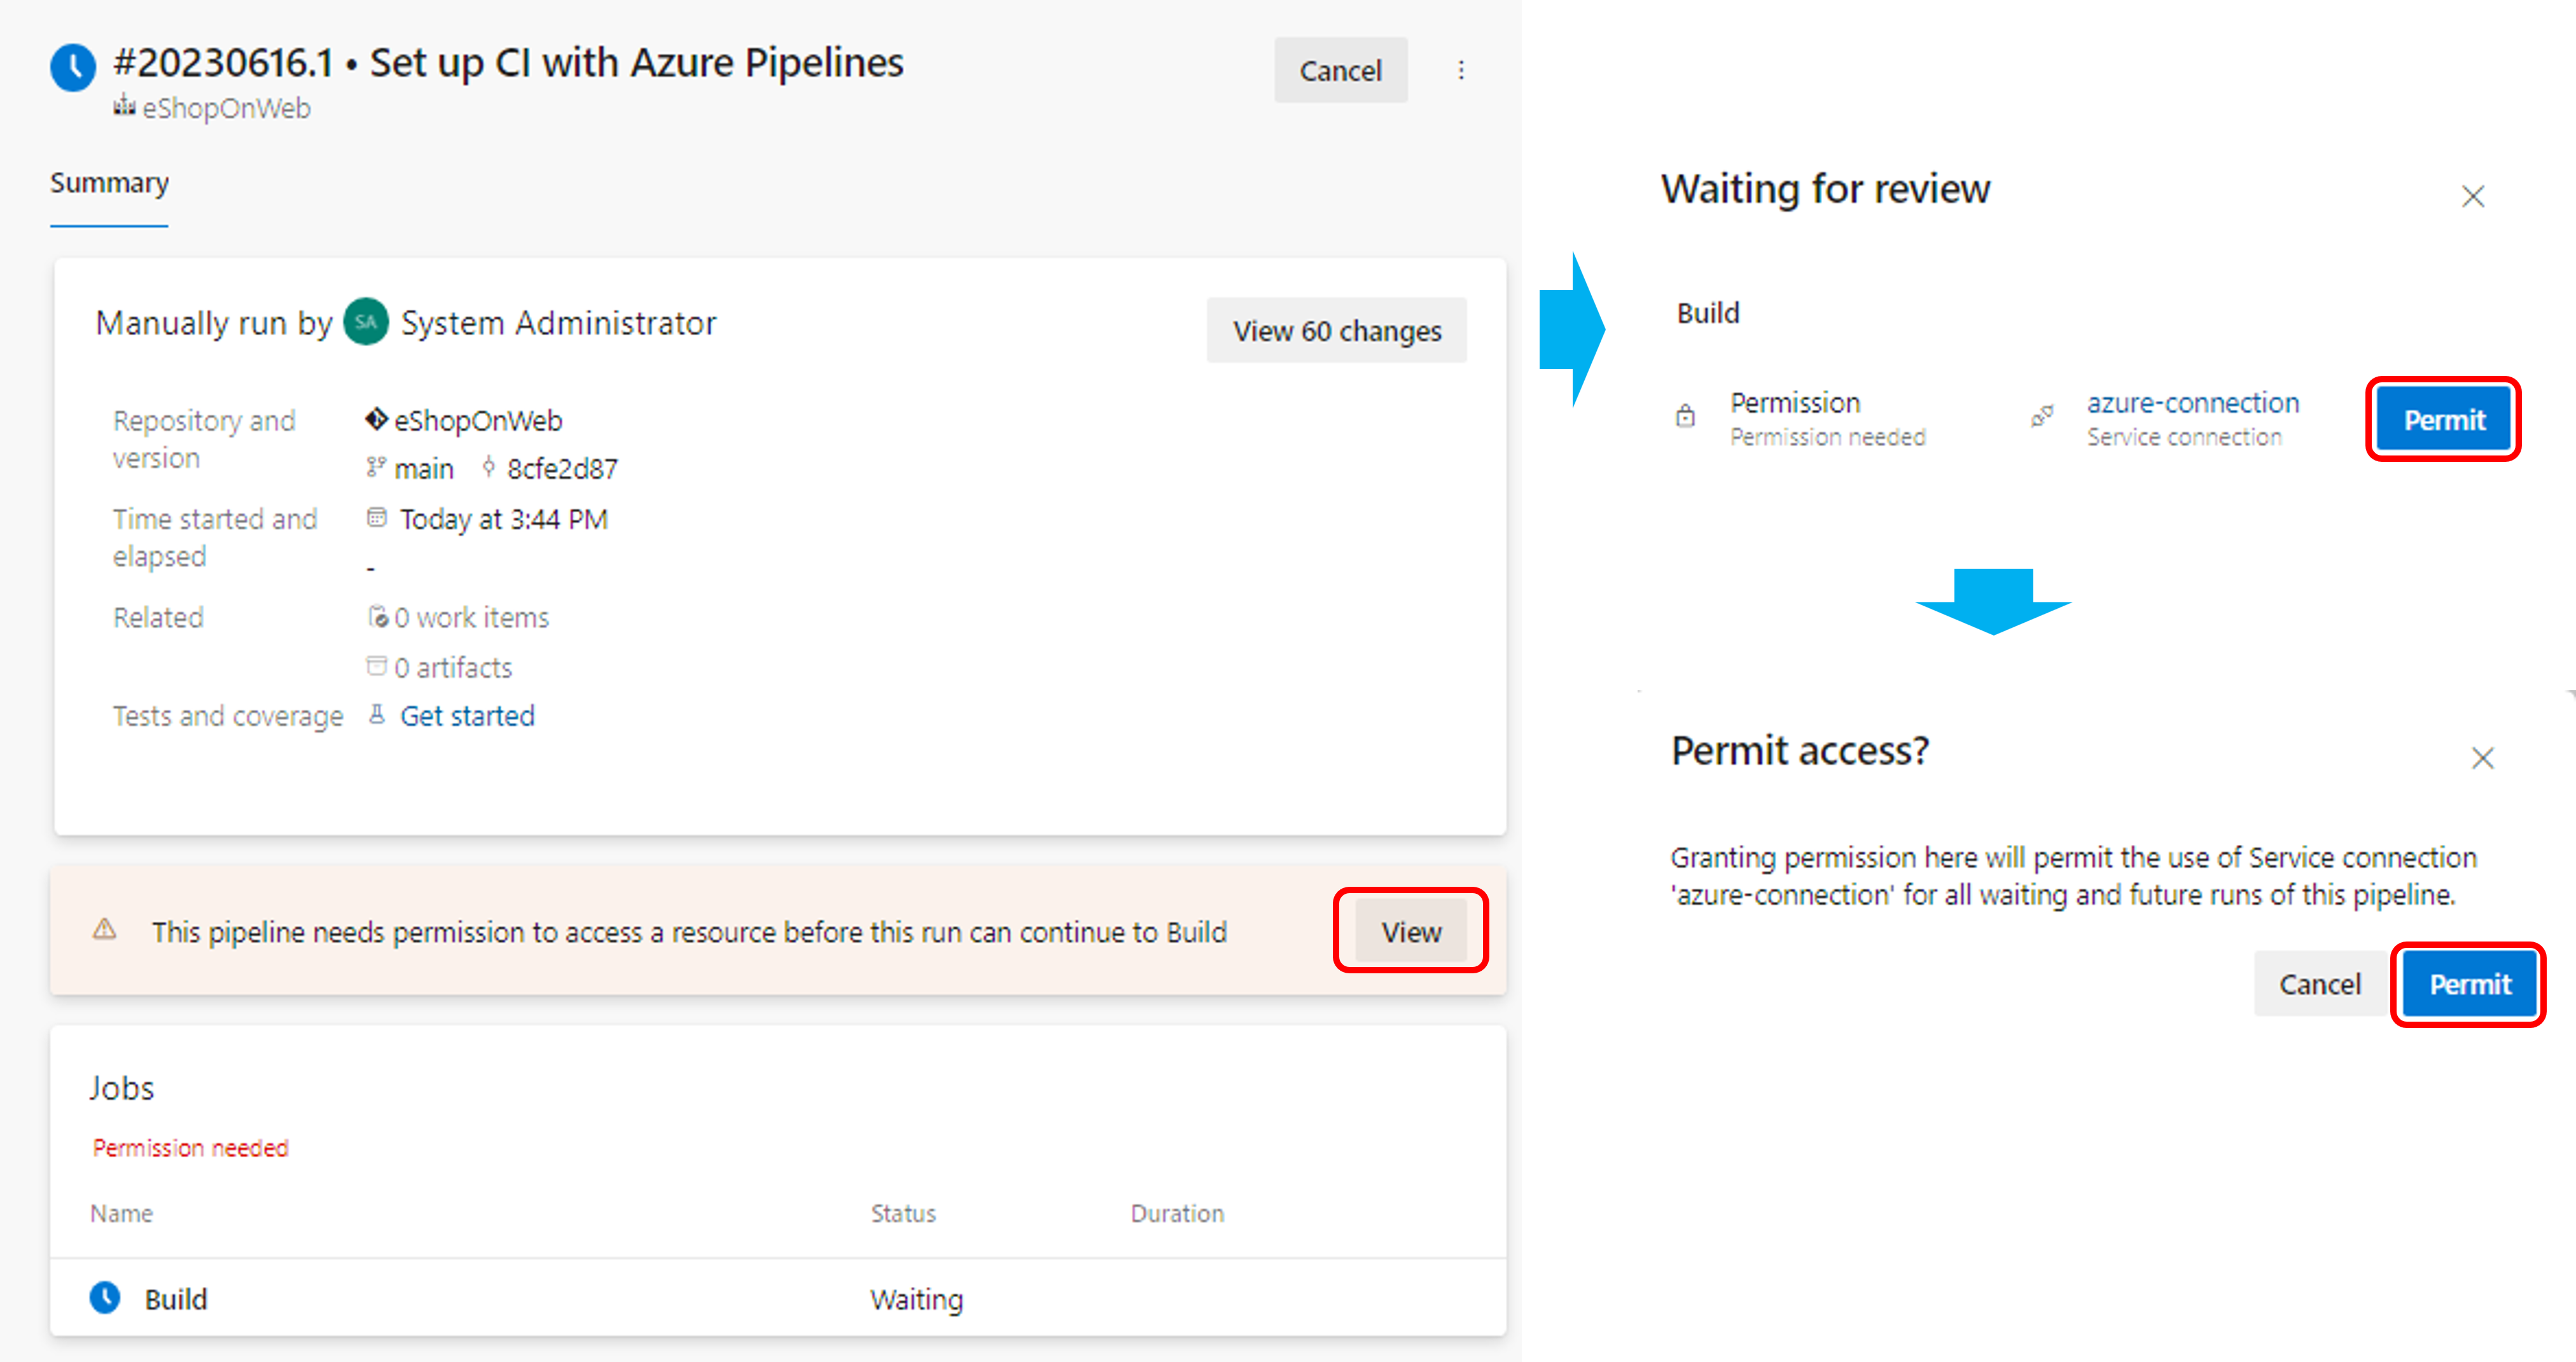 #20230616.1 • Set up CI with Azure Pipelines
Cancel
eShopOnWeb
Summary
Manually run by SA System Administrator
View 60 changes
Repository and version
eShopOnWeb
main 8cfe2d87
Time started and elapsed
Today at 3:44 PM
-
Related
0 work items
0 artifacts
Tests and coverage
Get started
This pipeline needs permission to access a resource before this run can continue to Build
View
Jobs
Permission needed
Name Status Duration
Build Waiting
Waiting for review
Build
Permission
Permission needed
azure-connection
Service connection
Permit
Permit access?
Granting permission here will permit the use of Service connection
'azure-connection' for all waiting and future runs of this pipeline.
Cancel
Permit